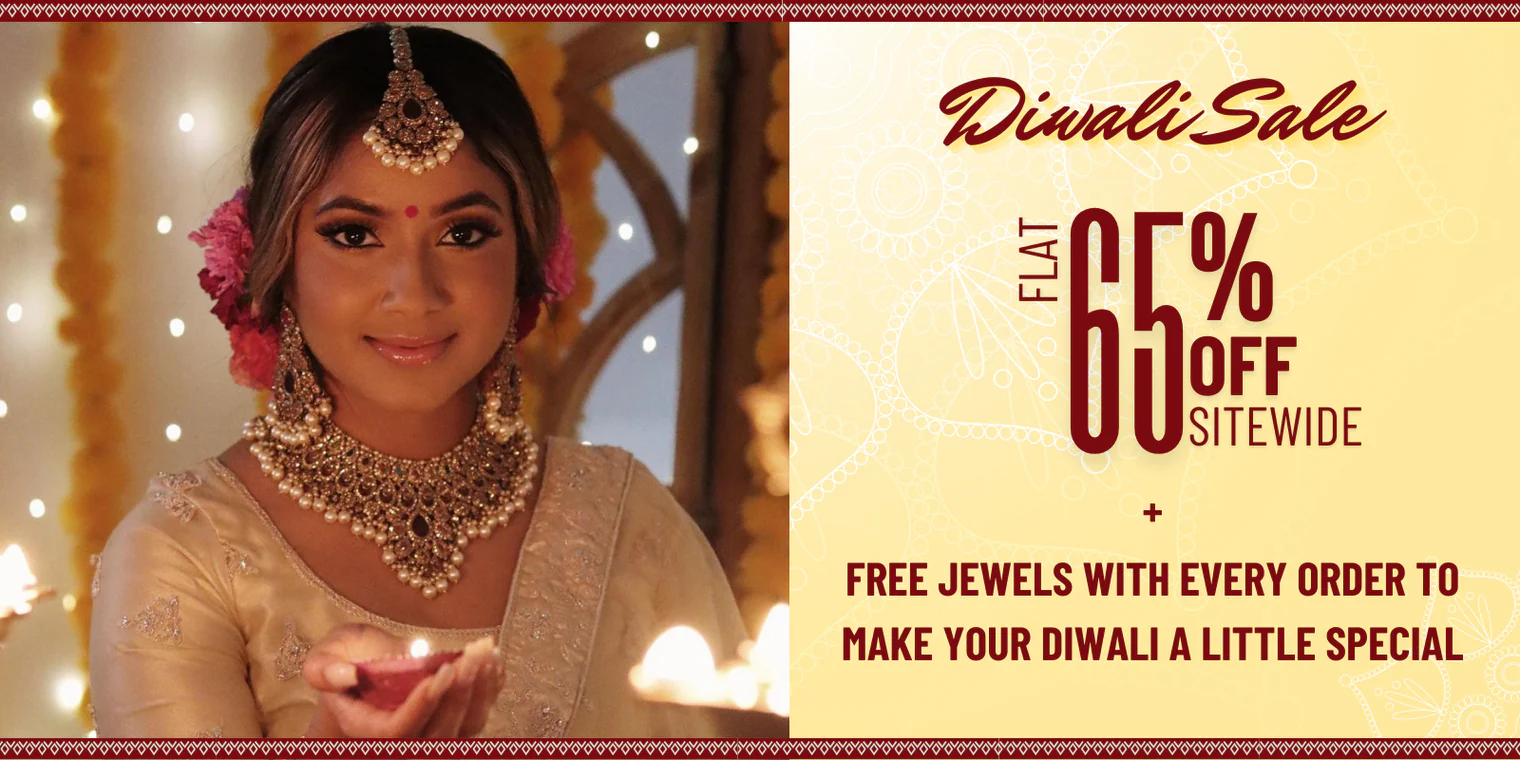 Diwali Sale
FLAT
65%
OFF
SITEWIDE
+
FREE JEWELS WITH EVERY ORDER TO
MAKE YOUR DIWALI A LITTLE SPECIAL